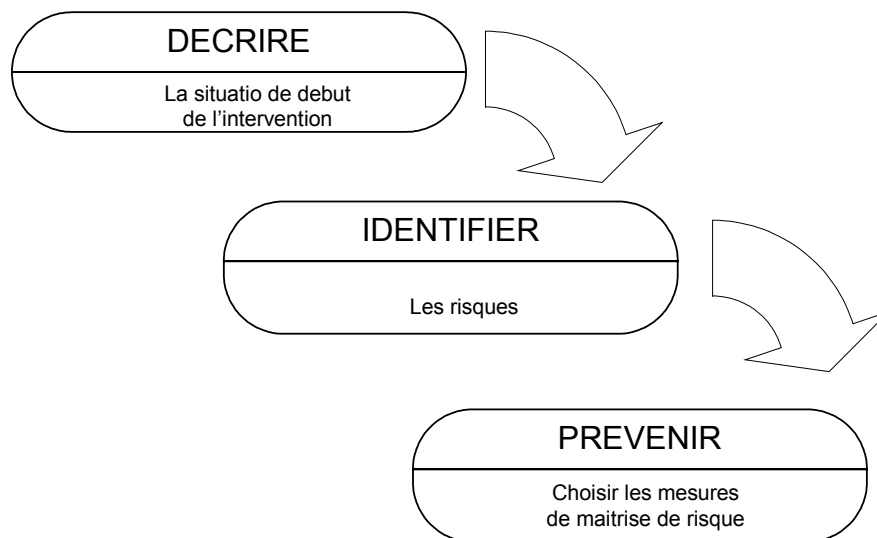 DECRIRE
La situatio de debut
de l'intervention
IDENTIFIER
Les risques
PREVENIR
Choisir les mesures
de maitrise de risque